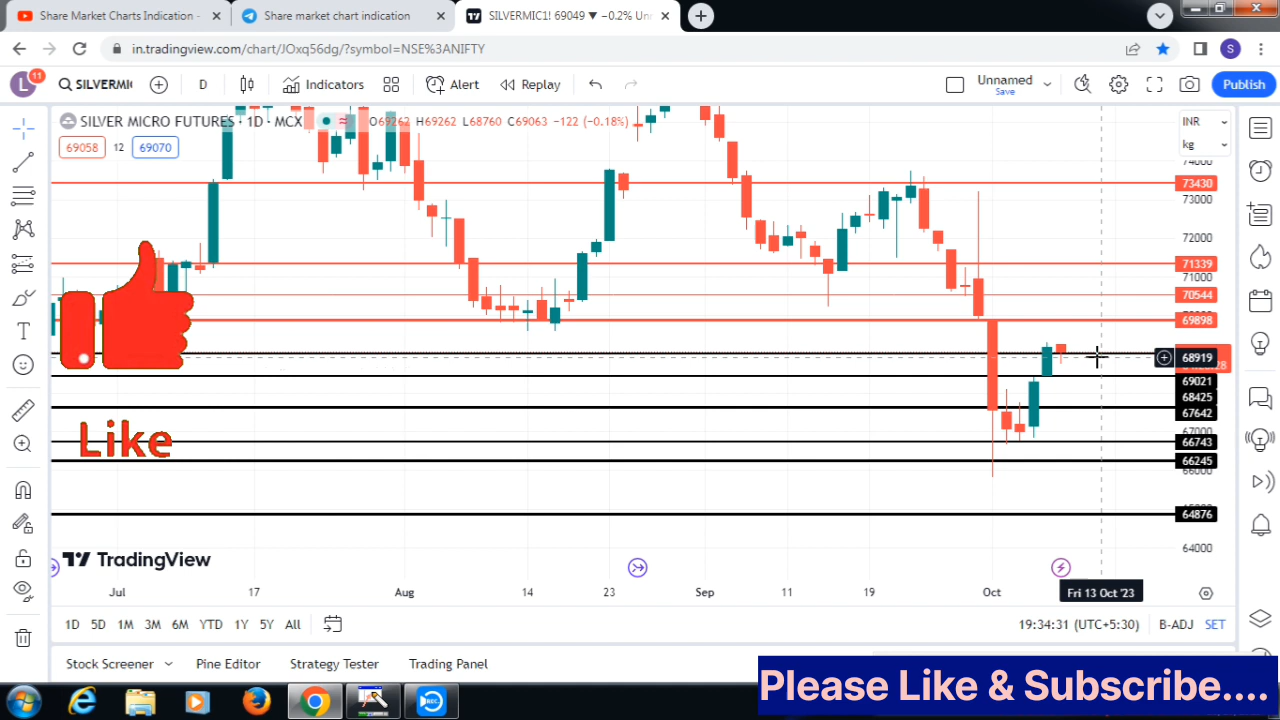 Share Market Charts Indication -
Share market chart indication
SILVERMIC1! 69049 ▼ −0.2% Un
in.tradingview.com/chart/JOxq56dg/?symbol=NSE%3ANIFTY
S
L
11
SILVERMI
D
Indicators
Alert
Replay
Unnamed
Save
Publish
SILVER MICRO FUTURES · 1D · MCX
O69262 H69262 L68760 C69063 −122 (−0.18%)
69058
12
69070
INR
kg
74000
73430
73000
72000
71339
71000
70544
69898
68919
69021
68425
67642
67000
66743
66245
66000
64876
64000
Like
TradingView
Jul
17
Aug
14
23
Sep
11
19
Oct
Fri 13 Oct '23
1D 5D 1M 3M 6M YTD 1Y 5Y All
19:34:31 (UTC+5:30)
B-ADJ
SET
Stock Screener
Pine Editor
Strategy Tester
Trading Panel
REC
Please Like & Subscribe....